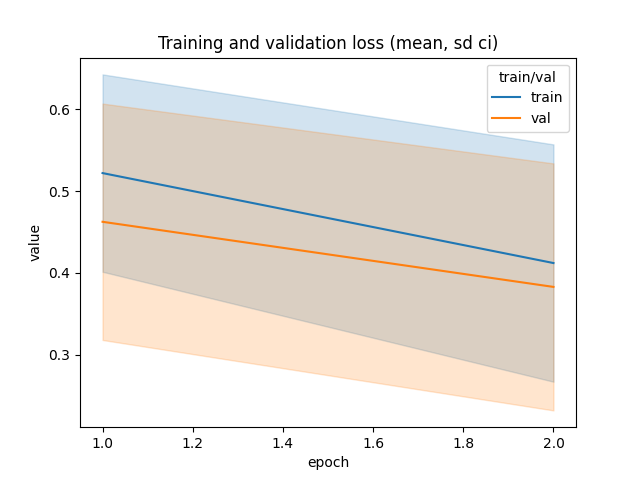 Training and validation loss (mean, sd ci)
train/val
train
val
0.6
0.5
0.4
0.3
value
1.0 1.2 1.4 1.6 1.8 2.0
epoch